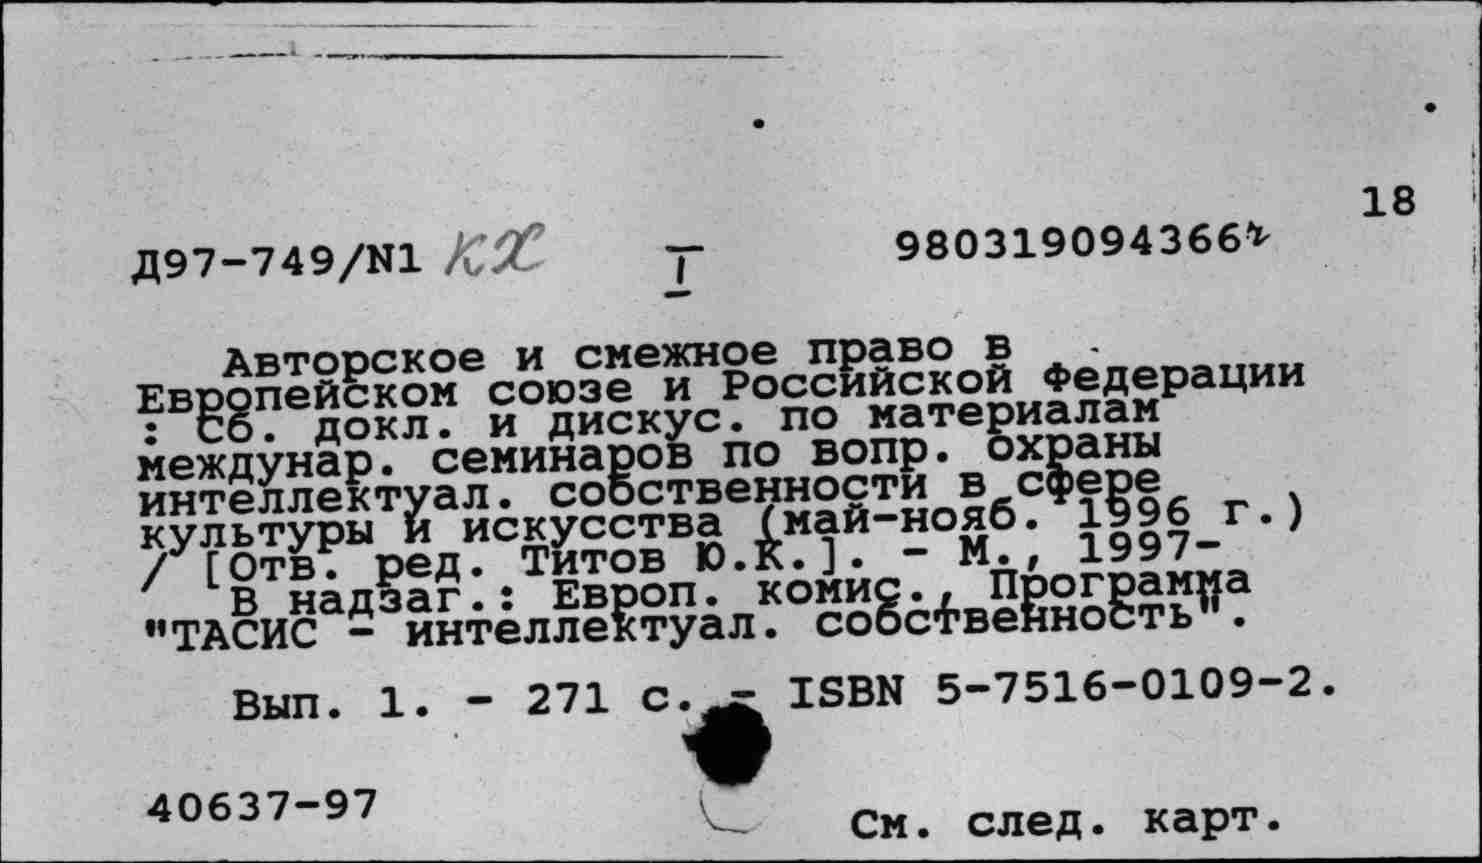 18
Д97-749/N1 КХ I 980319094366
Авторское и смежное право в
Европейском союзе и Российской Федерации
: Сб. докл. и дискус. по материалам
междунар. семинаров по вопр. охраны
интеллектуал. собственности в сфере
культуры и искусства (май-нояб. 1996 г.)
/ [Отв. ред. Титов Ю.К.]. - М., 1997-
В надзаг.: Европ. комис., Программа
"ТАСИС - интеллектуал. собственность".
Вып. 1. - 271 с. - ISBN 5-7516-0109-2.
40637-97
См. след. карт.